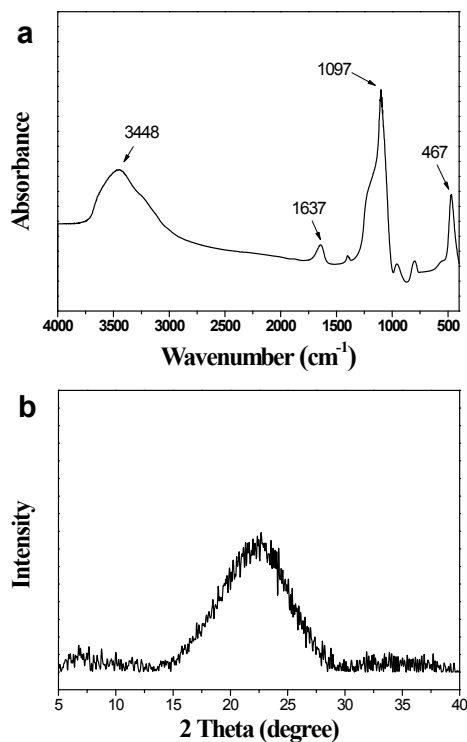 a
1097
3448
467
1637
Absorbance
4000 3500 3000 2500 2000 1500 1000 500
Wavenumber (cm⁻¹)
b
Intensity
5 10 15 20 25 30 35 40
2 Theta (degree)